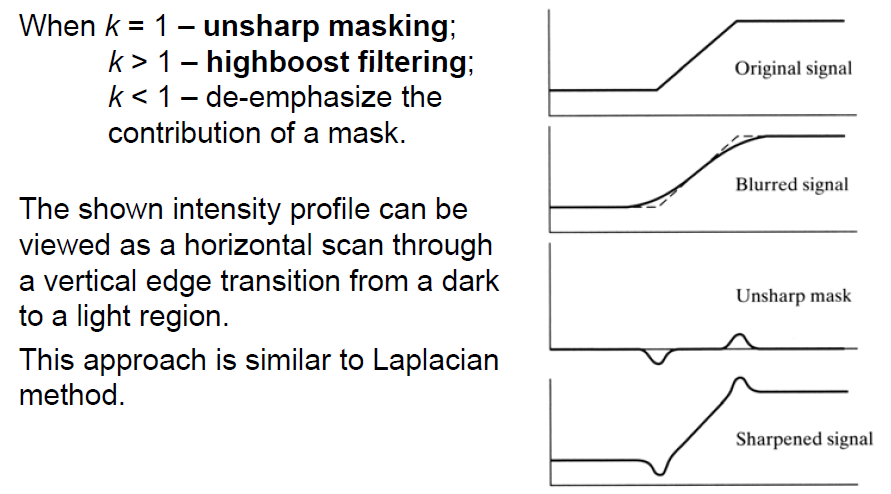 When k = 1 – unsharp masking;
k > 1 – highboost filtering;
k < 1 – de-emphasize the
contribution of a mask.
The shown intensity profile can be
viewed as a horizontal scan through
a vertical edge transition from a dark
to a light region.
This approach is similar to Laplacian
method.
Original signal
Blurred signal
Unsharp mask
Sharpened signal